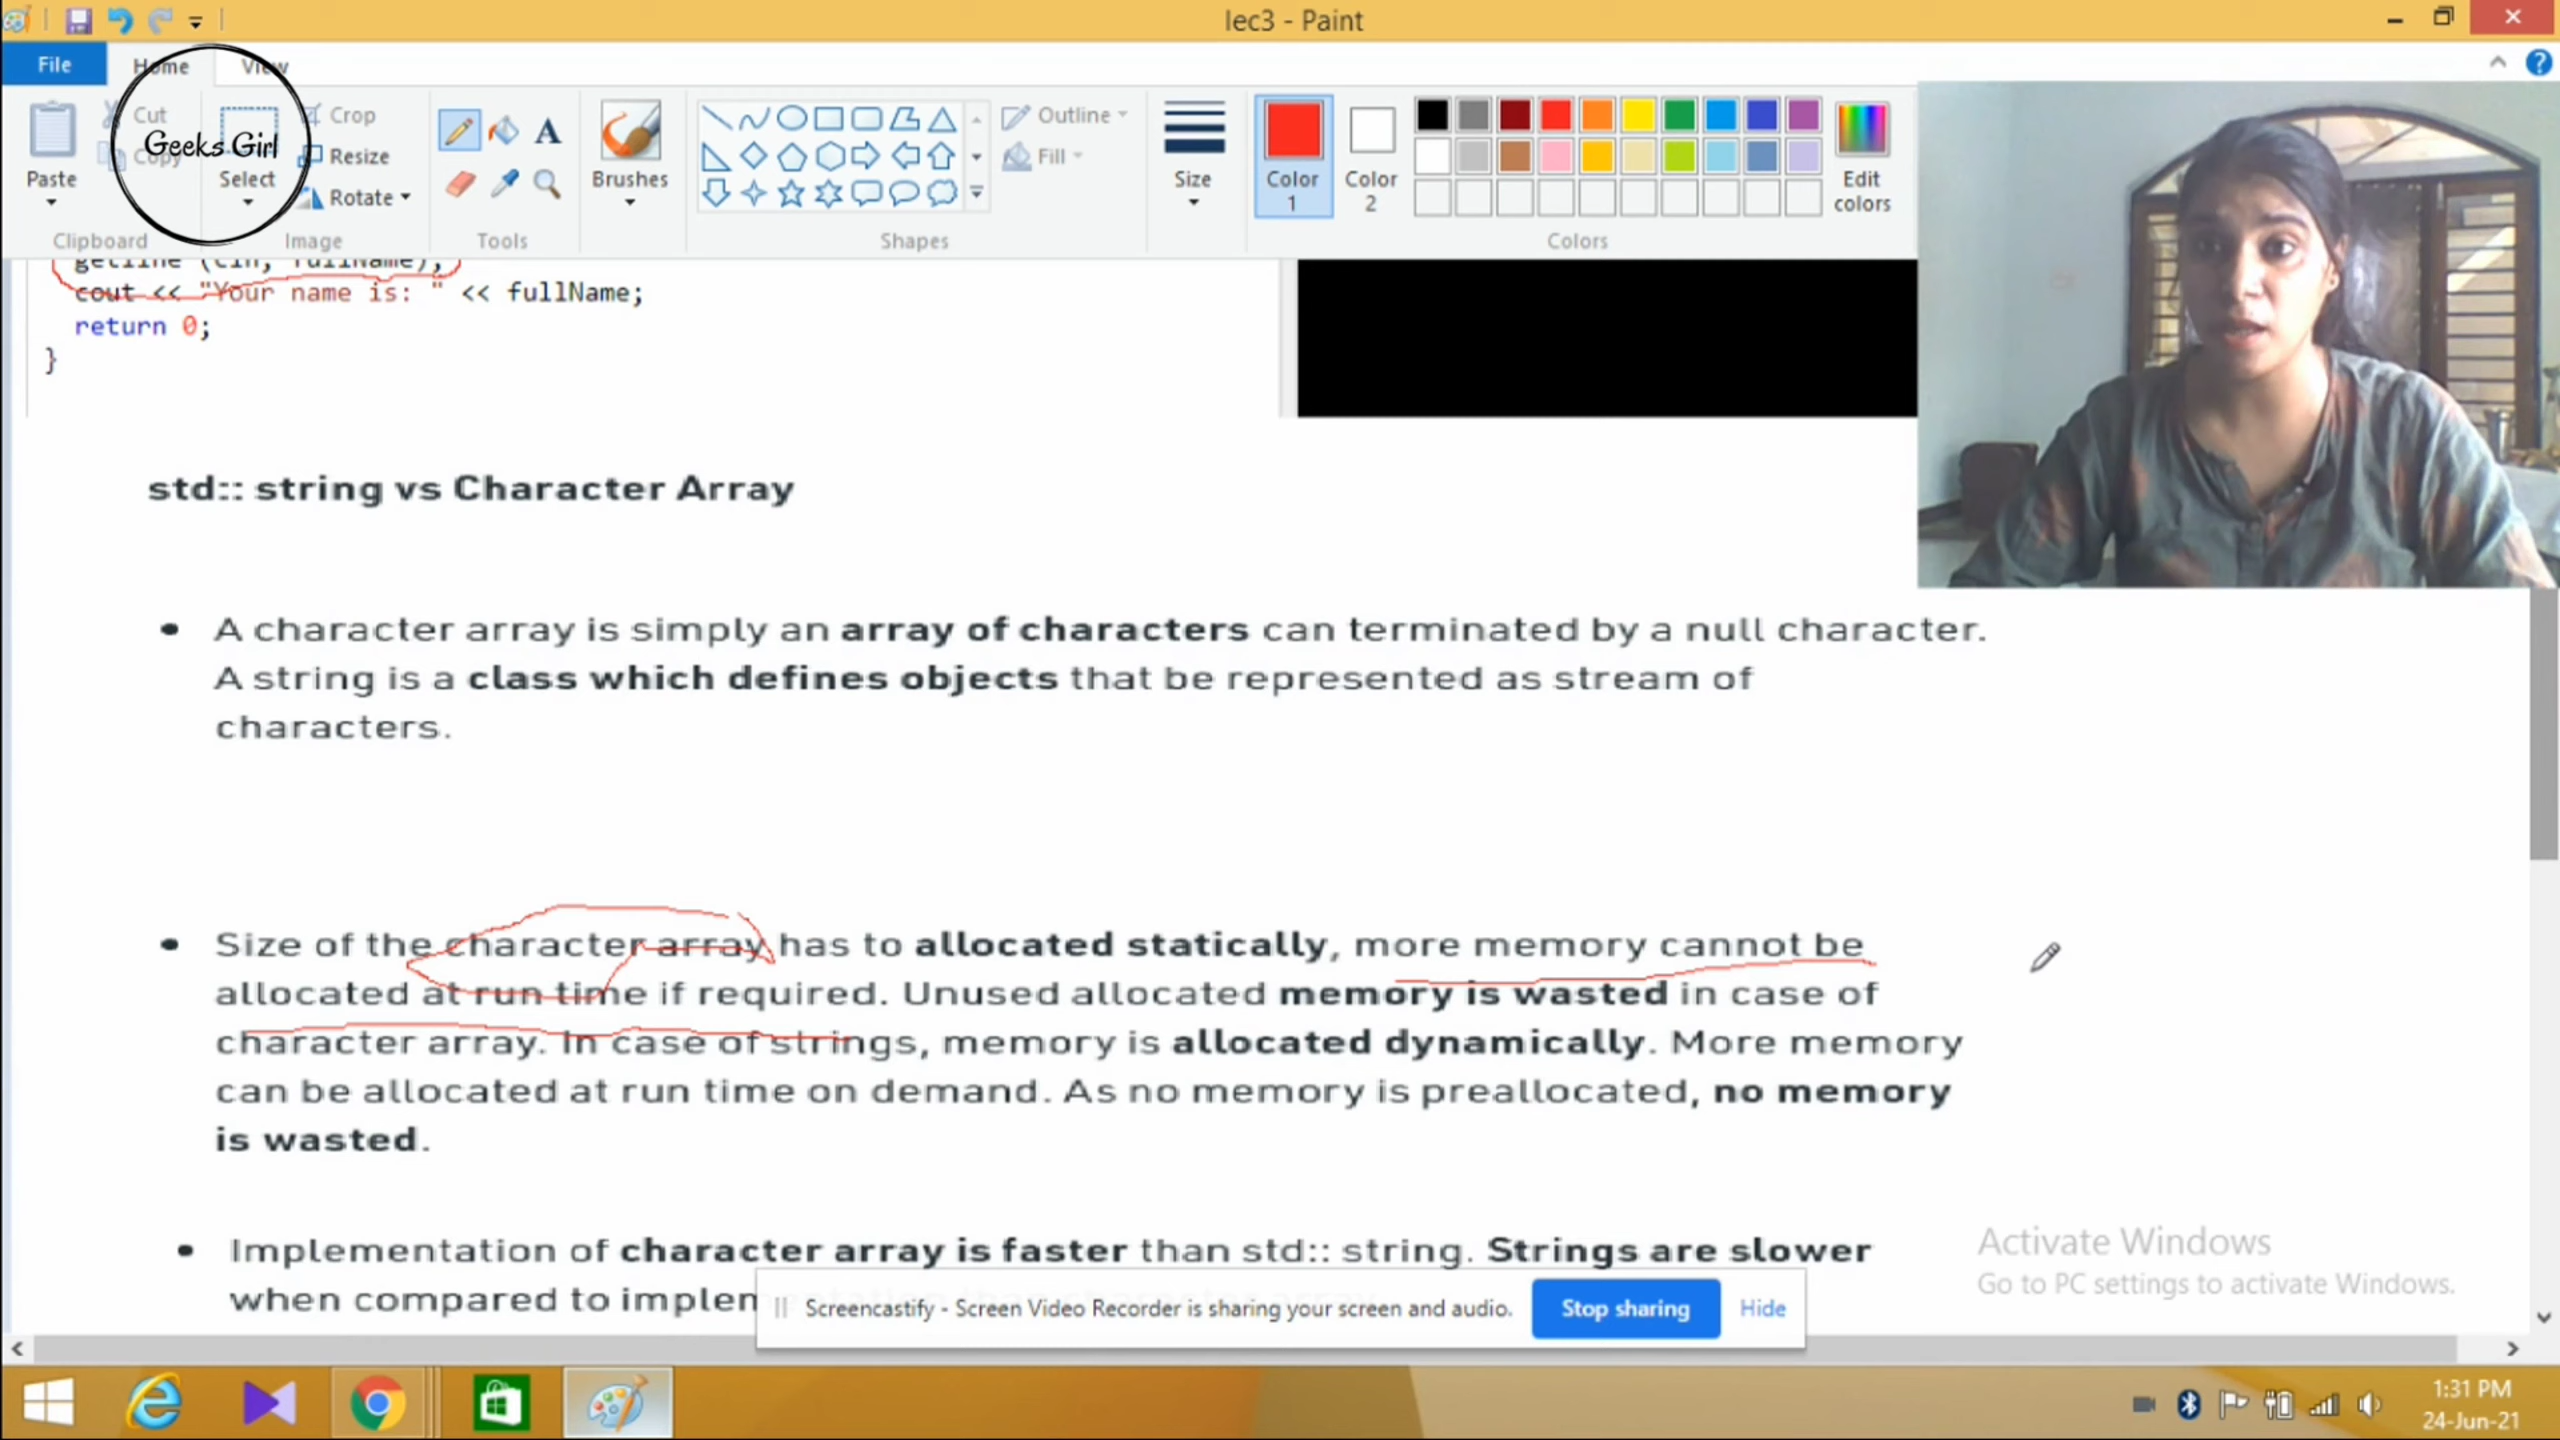 lec3 - Paint
File
Home
View
Cut
Copy
Paste
Geeks Girl
Select
Crop
Resize
Rotate
Brushes
Outline
Fill
Size
Color
1
Color
2
Edit
colors
Clipboard
Image
Tools
Shapes
Colors
getline (cin, fullName);
cout << "Your name is: " << fullName;
return 0;
}
std:: string vs Character Array
• A character array is simply an array of characters can terminated by a null character.
A string is a class which defines objects that be represented as stream of
characters.
• Size of the character array has to allocated statically, more memory cannot be
allocated at run time if required. Unused allocated memory is wasted in case of
character array. In case of strings, memory is allocated dynamically. More memory
can be allocated at run time on demand. As no memory is preallocated, no memory
is wasted.
• Implementation of character array is faster than std:: string. Strings are slower
when compared to implen
Activate Windows
Go to PC settings to activate Windows.
Screencastify - Screen Video Recorder is sharing your screen and audio.
Stop sharing
Hide
1:31 PM
24-Jun-21